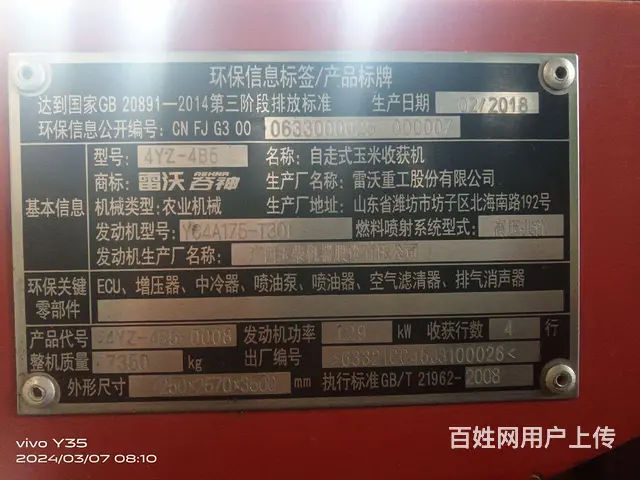 环保信息标签/产品标牌
达到国家GB 20891—2014第三阶段排放标准 生产日期 02/2018
环保信息公开编号: CN FJ G3 00 000007
型号: 4YZ-4B5 名称: 自走式玉米收获机
商标: 雷沃谷神 生产厂名: 雷沃重工股份有限公司
基本信息 机械类型: 农业机械 生产厂地址: 山东省潍坊市坊子区北海南路192号
发动机型号: YC4A175-T301 燃料喷射系统型式:
发动机生产厂名称:
环保关键零部件 ECU、增压器、中冷器、喷油泵、喷油器、空气滤清器、排气消声器
产品代号 发动机功率 129 kW 收获行数 4 行
整机质量 7350 kg 出厂编号
外形尺寸 mm 执行标准GB/T 21962-2008
vivo Y35
2024/03/07 08:10
百姓网用户上传